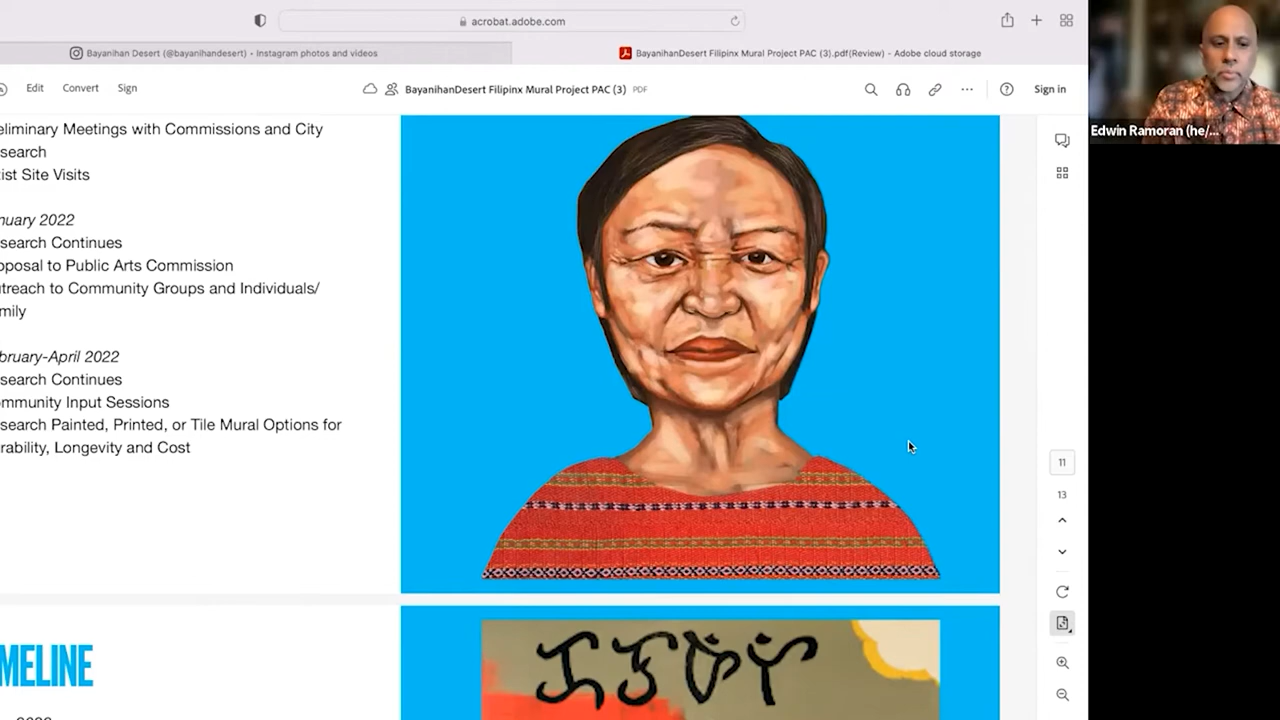 acrobat.adobe.com
Bayanihan Desert (@bayanihandesert) • Instagram photos and videos
BayanihanDesert Filipinx Mural Project PAC (3).pdf(Review) - Adobe cloud storage
Edit Convert Sign
BayanihanDesert Filipinx Mural Project PAC (3) PDF
Sign in
Edwin Ramoran (he/...
eliminary Meetings with Commissions and City
search
tist Site Visits
nuary 2022
search Continues
oposal to Public Arts Commission
utreach to Community Groups and Individuals/
mily
bruary-April 2022
search Continues
ommunity Input Sessions
search Painted, Printed, or Tile Mural Options for
rability, Longevity and Cost
11
13
MELINE